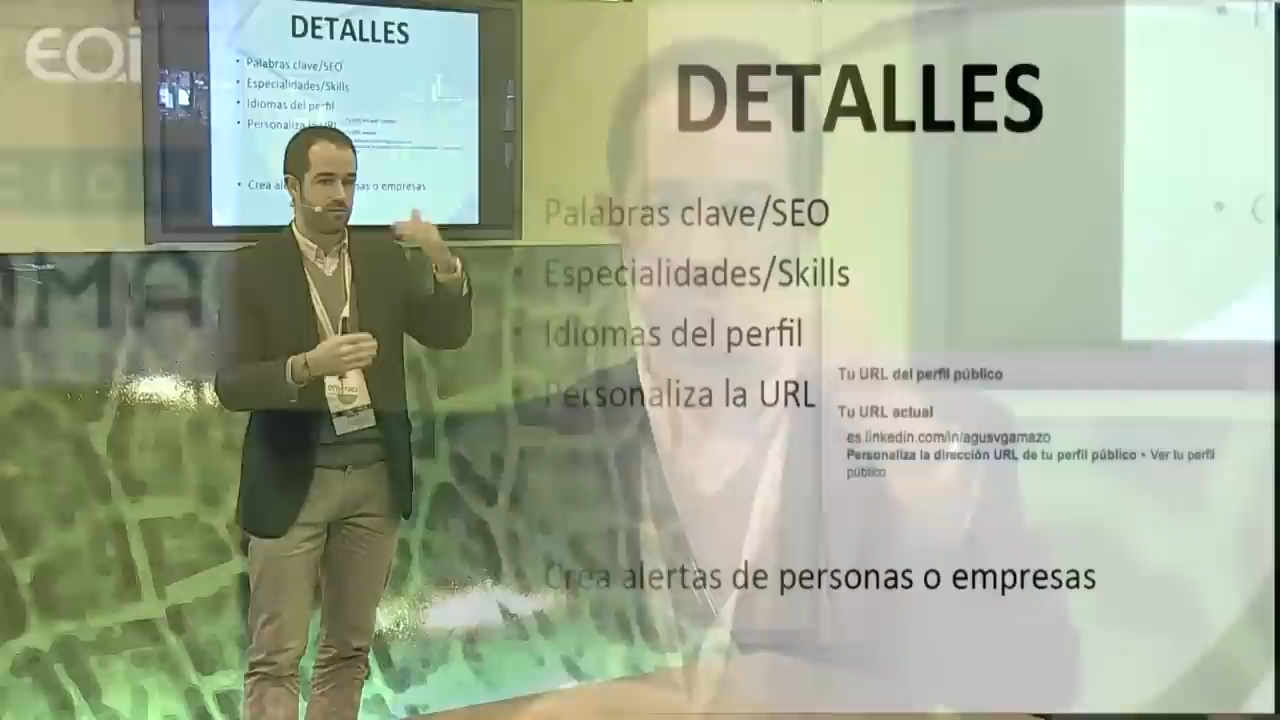 EOi
DETALLES
• Palabras clave/SEO
• Especialidades/Skills
• Idiomas del perfil
• Personaliza la URL
• Crea alertas de personas o empresas
DETALLES
Palabras clave/SEO
Especialidades/Skills
Idiomas del perfil
Personaliza la URL
Tu URL del perfil público
Tu URL actual
es.linkedin.com/in/agusvgamazo
Personaliza la dirección URL de tu perfil público • Ver tu perfil
público
Crea alertas de personas o empresas